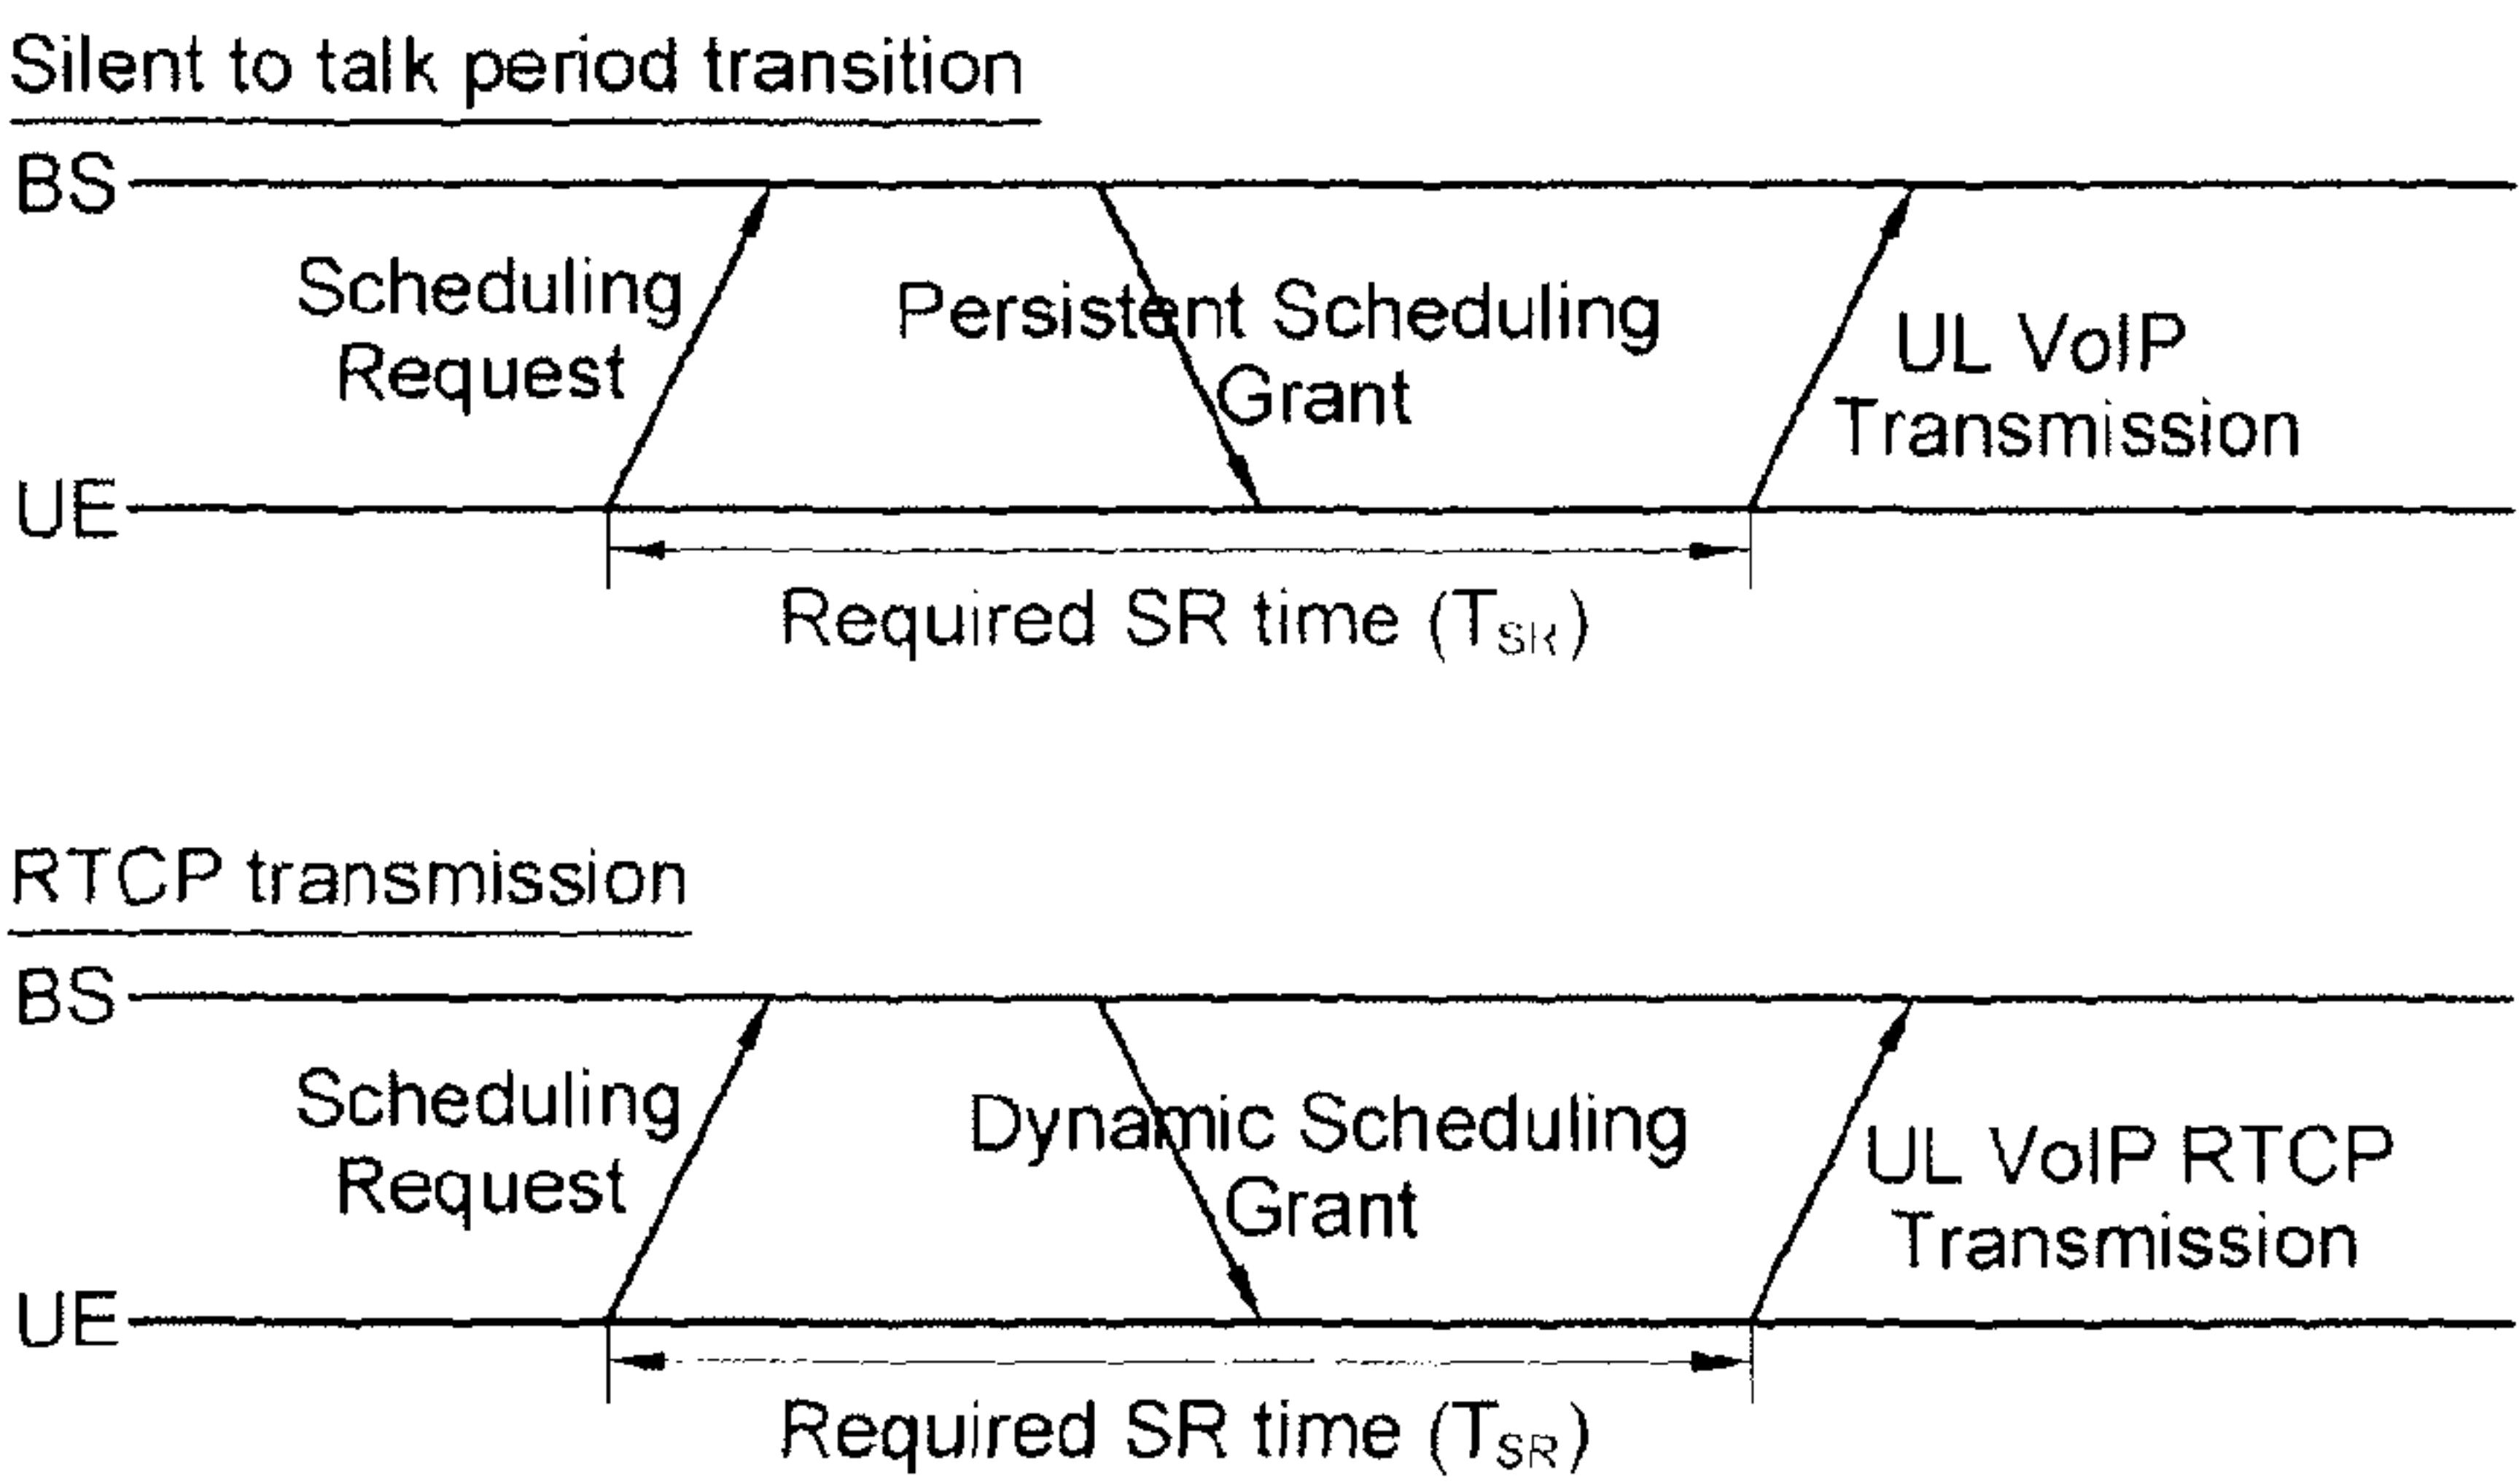 Silent to talk period transition
BS
Scheduling
Request
Persistent Scheduling
Grant
UL VoIP
Transmission
UE
Required SR time (TSR)
RTCP transmission
BS
Scheduling
Request
Dynamic Scheduling
Grant
UL VoIP RTCP
Transmission
UE
Required SR time (TSR)